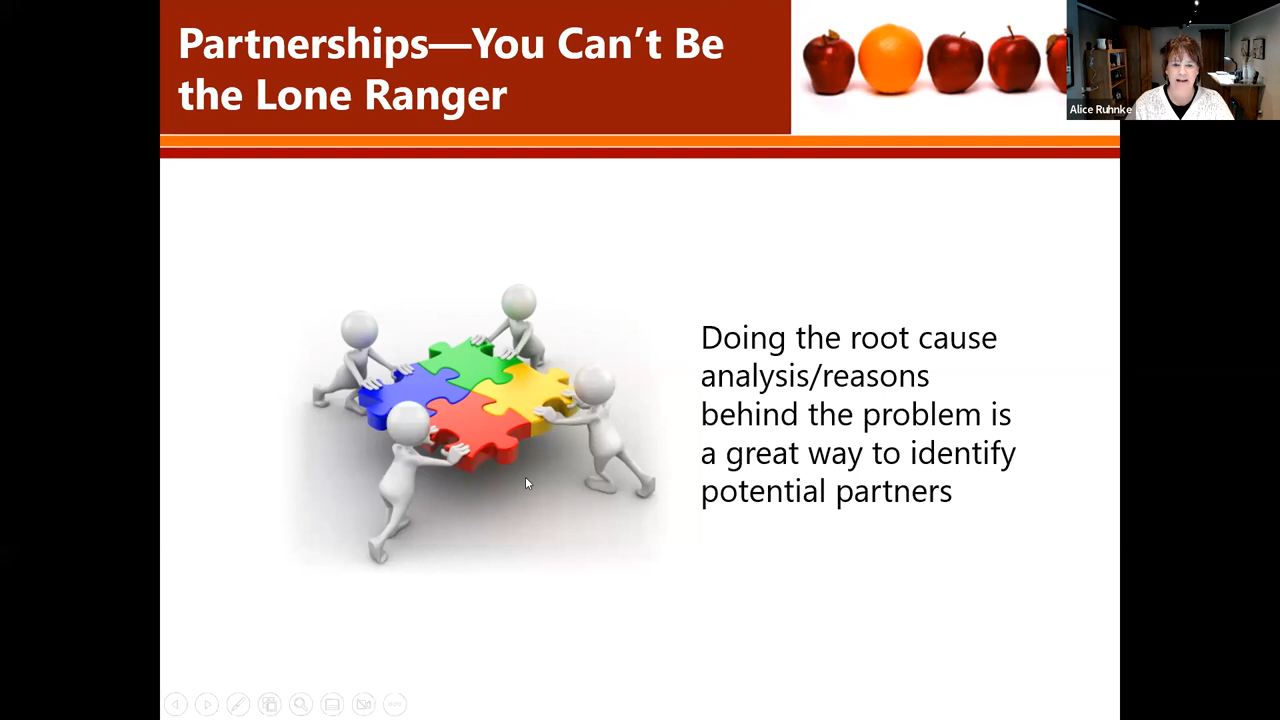 Partnerships—You Can’t Be
the Lone Ranger
Alice Ruhnke
Doing the root cause
analysis/reasons
behind the problem is
a great way to identify
potential partners